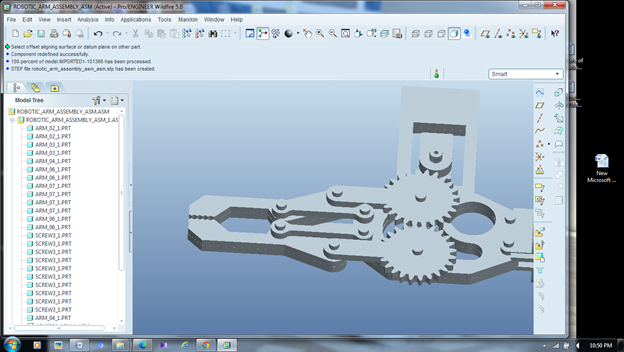 ROBOTIC_ARM_ASSEMBLY_ASM (Active) - Pro/ENGINEER Wildfire 5.0
File Edit View Insert Analysis Info Applications Tools Manikin Window Help
Select offset aligning surface or datum plane on other part.
Component redefined successfully.
100 percent of model IMPORTED1-101366 has been processed.
STEP file robotic_arm_assembly_asm_asm.stp has been created.
Smart
Model Tree
ROBOTIC_ARM_ASSEMBLY_ASM.ASM
ROBOTIC_ARM_ASSEMBLY_ASM_1.AS
ARM_02_1.PRT
ARM_02_1.PRT
ARM_03_1.PRT
ARM_03_1.PRT
ARM_04_1.PRT
ARM_06_1.PRT
ARM_06_1.PRT
ARM_07_1.PRT
ARM_07_1.PRT
ARM_07_1.PRT
ARM_07_1.PRT
ARM_06_1.PRT
ARM_06_1.PRT
SCREW3_1.PRT
SCREW3_1.PRT
SCREW3_1.PRT
SCREW3_1.PRT
SCREW3_1.PRT
SCREW3_1.PRT
SCREW3_1.PRT
SCREW3_1.PRT
SCREW3_1.PRT
ARM_04_1.PRT
of
New
Microsoft ...
10:50 PM